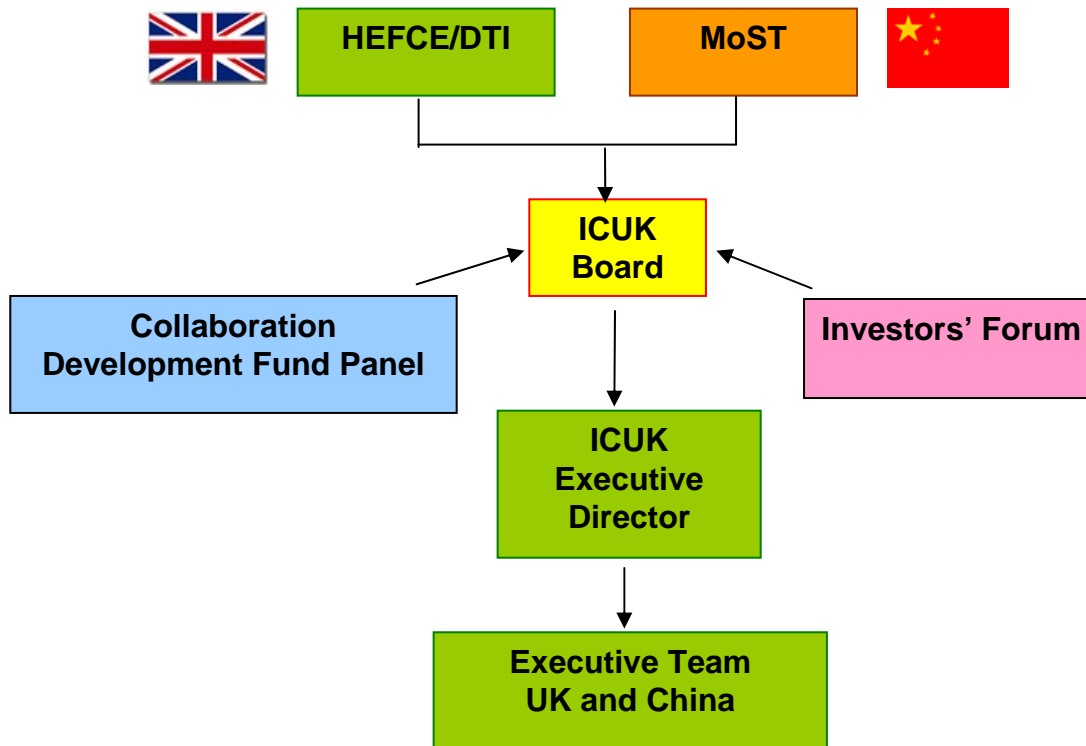 HEFCE/DTI
MoST
ICUK
Board
Collaboration
Development Fund Panel
Investors’ Forum
ICUK
Executive
Director
Executive Team
UK and China